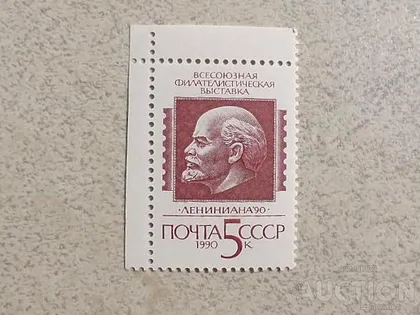 ВСЕСОЮЗНАЯ
ФИЛАТЕЛИСТИЧЕСКАЯ
ВЫСТАВКА
·ЛЕНИНИАНА'90·
ПОЧТА 5 СССР
1990 К.
AUCTION